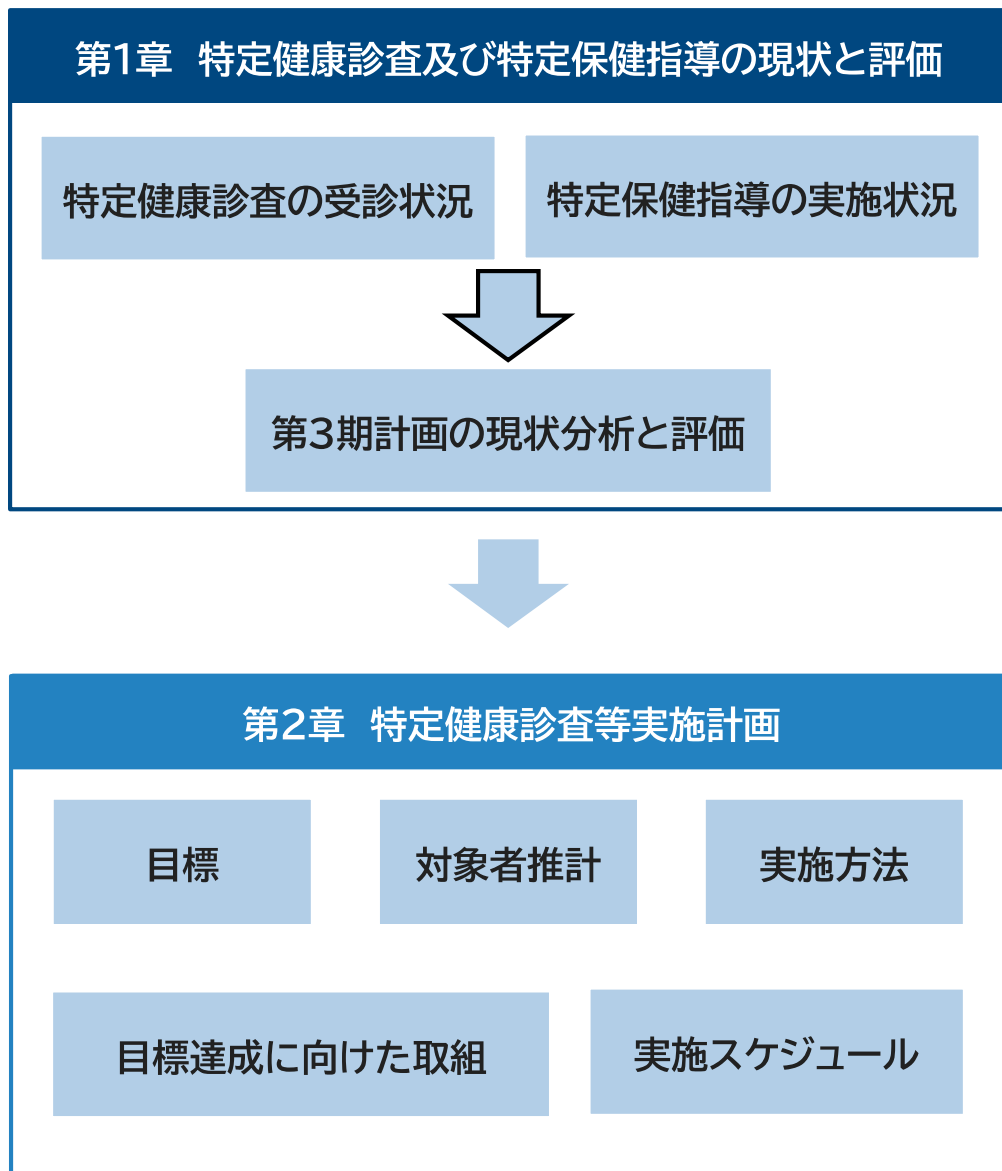 第1章 特定健康診査及び特定保健指導の現状と評価
特定健康診査の受診状況
特定保健指導の実施状況
第3期計画の現状分析と評価
第2章 特定健康診査等実施計画
目標
対象者推計
実施方法
目標達成に向けた取組
実施スケジュール